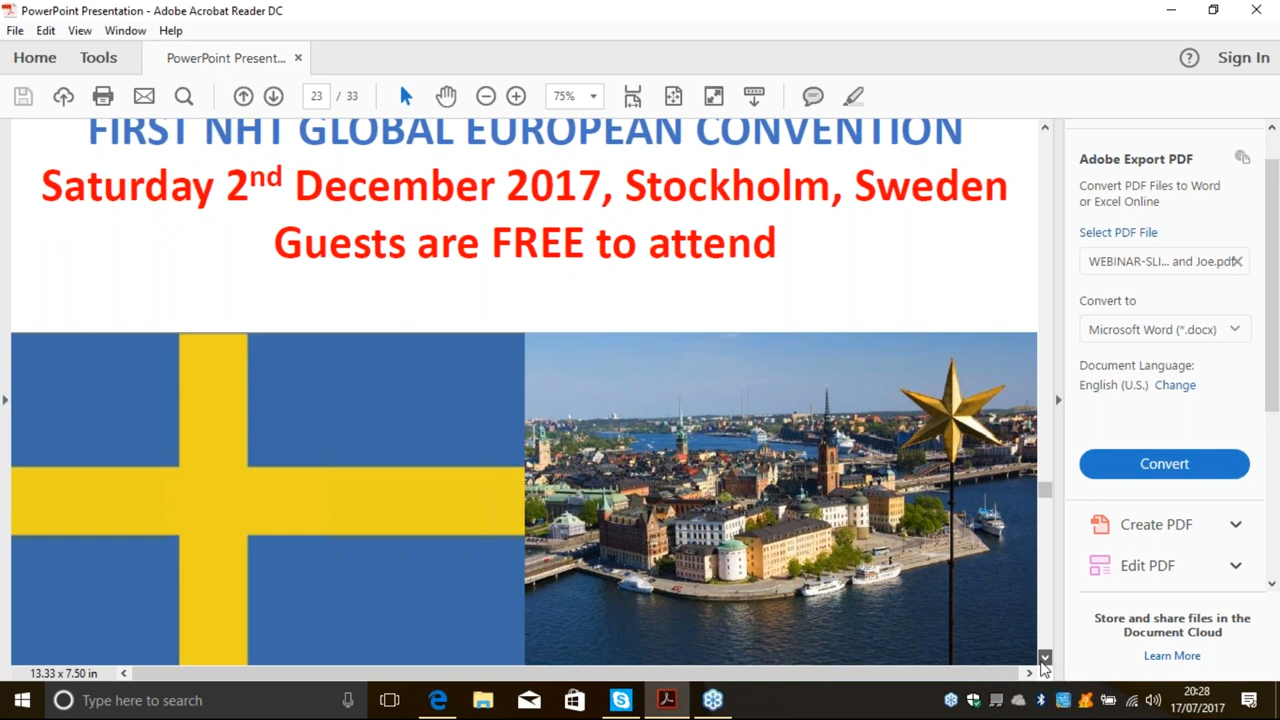 PowerPoint Presentation - Adobe Acrobat Reader DC
File Edit View Window Help
Home Tools PowerPoint Present... × Sign In
23 / 33 75%
FIRST NHT GLOBAL EUROPEAN CONVENTION
Saturday 2nd December 2017, Stockholm, Sweden
Guests are FREE to attend
Adobe Export PDF
Convert PDF Files to Word
or Excel Online
Select PDF File
WEBINAR-SLI... and Joe.pdf
Convert to
Microsoft Word (*.docx)
Document Language:
English (U.S.) Change
Convert
Create PDF
Edit PDF
Store and share files in the
Document Cloud
Learn More
13.33 x 7.50 in
Type here to search
20:28
17/07/2017